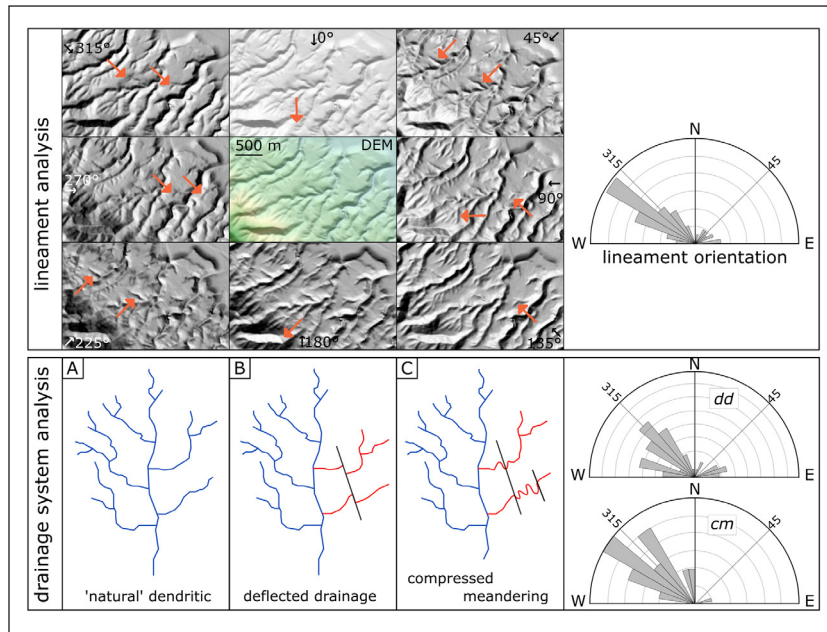 lineament analysis
315°
0°
45°
270°
500 m
DEM
90°
225°
180°
135°
N
315
45
W
E
lineament orientation
drainage system analysis
A
B
C
'natural' dendritic
deflected drainage
compressed
meandering
N
315
45
dd
W
E
N
315
45
cm
W
E